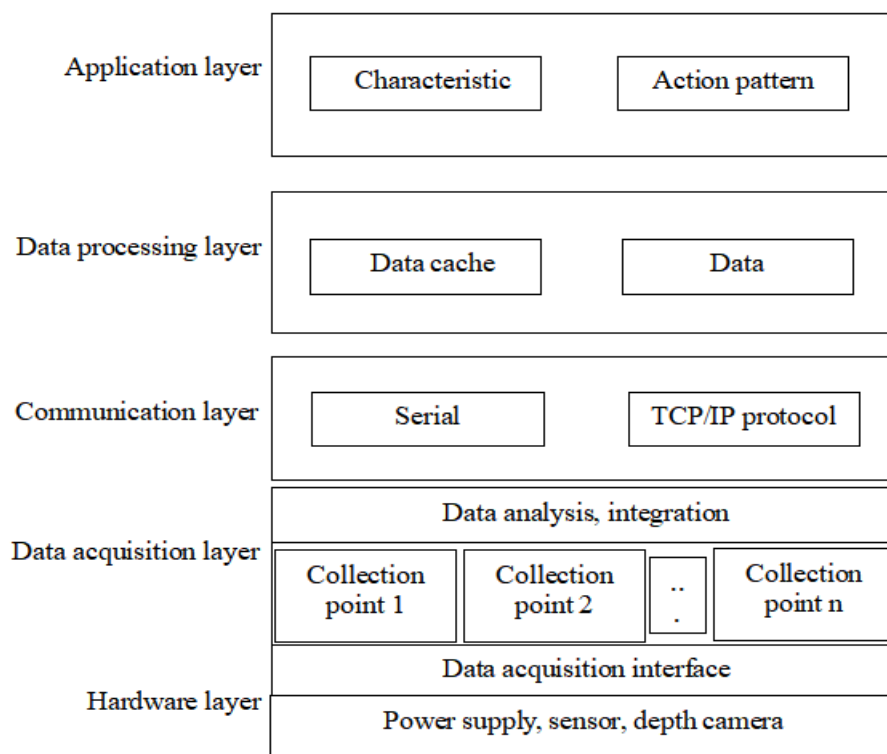 Application layer
Characteristic
Action pattern
Data processing layer
Data cache
Data
Communication layer
Serial
TCP/IP protocol
Data analysis, integration
Data acquisition layer
Collection
point 1
Collection
point 2
..
.
Collection
point n
Data acquisition interface
Hardware layer
Power supply, sensor, depth camera